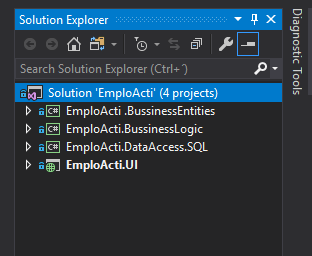 Solution Explorer
Search Solution Explorer (Ctrl+´)
Solution 'EmploActi' (4 projects)
C# EmploActi .BussinessEntities
C# EmploActi.BussinessLogic
C# EmploActi.DataAccess.SQL
EmploActi.UI
Diagnostic Tools